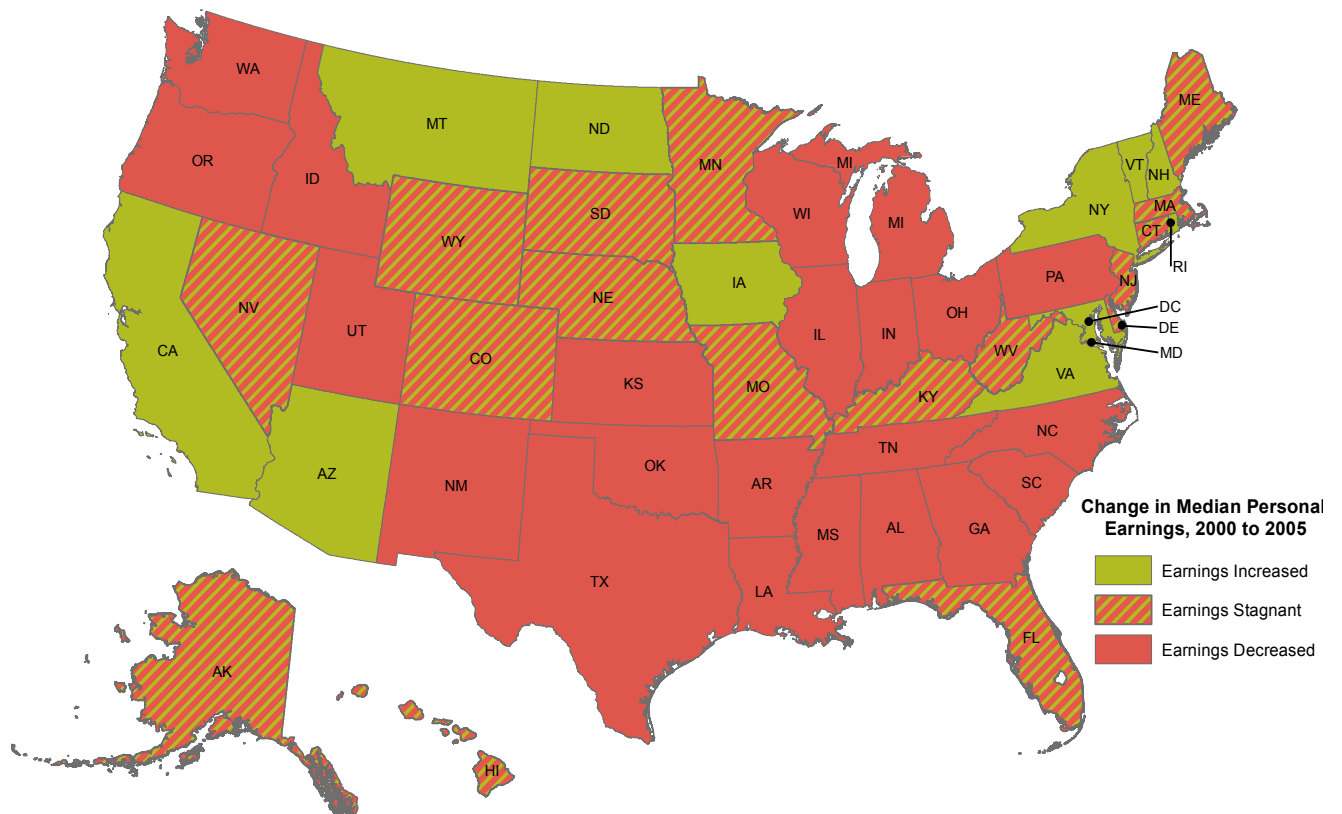 WA
MT
ND
MN
ME
OR
ID
SD
WY
WI
MI
MI
VT
NH
NY
MA
CT
RI
NV
UT
CA
CO
NE
IA
IL
IN
OH
PA
NJ
DC
DE
MD
WV
VA
KS
MO
KY
AZ
NM
OK
AR
TN
NC
SC
TX
LA
MS
AL
GA
FL
AK
HI
Change in Median Personal
Earnings, 2000 to 2005
Earnings Increased
Earnings Stagnant
Earnings Decreased